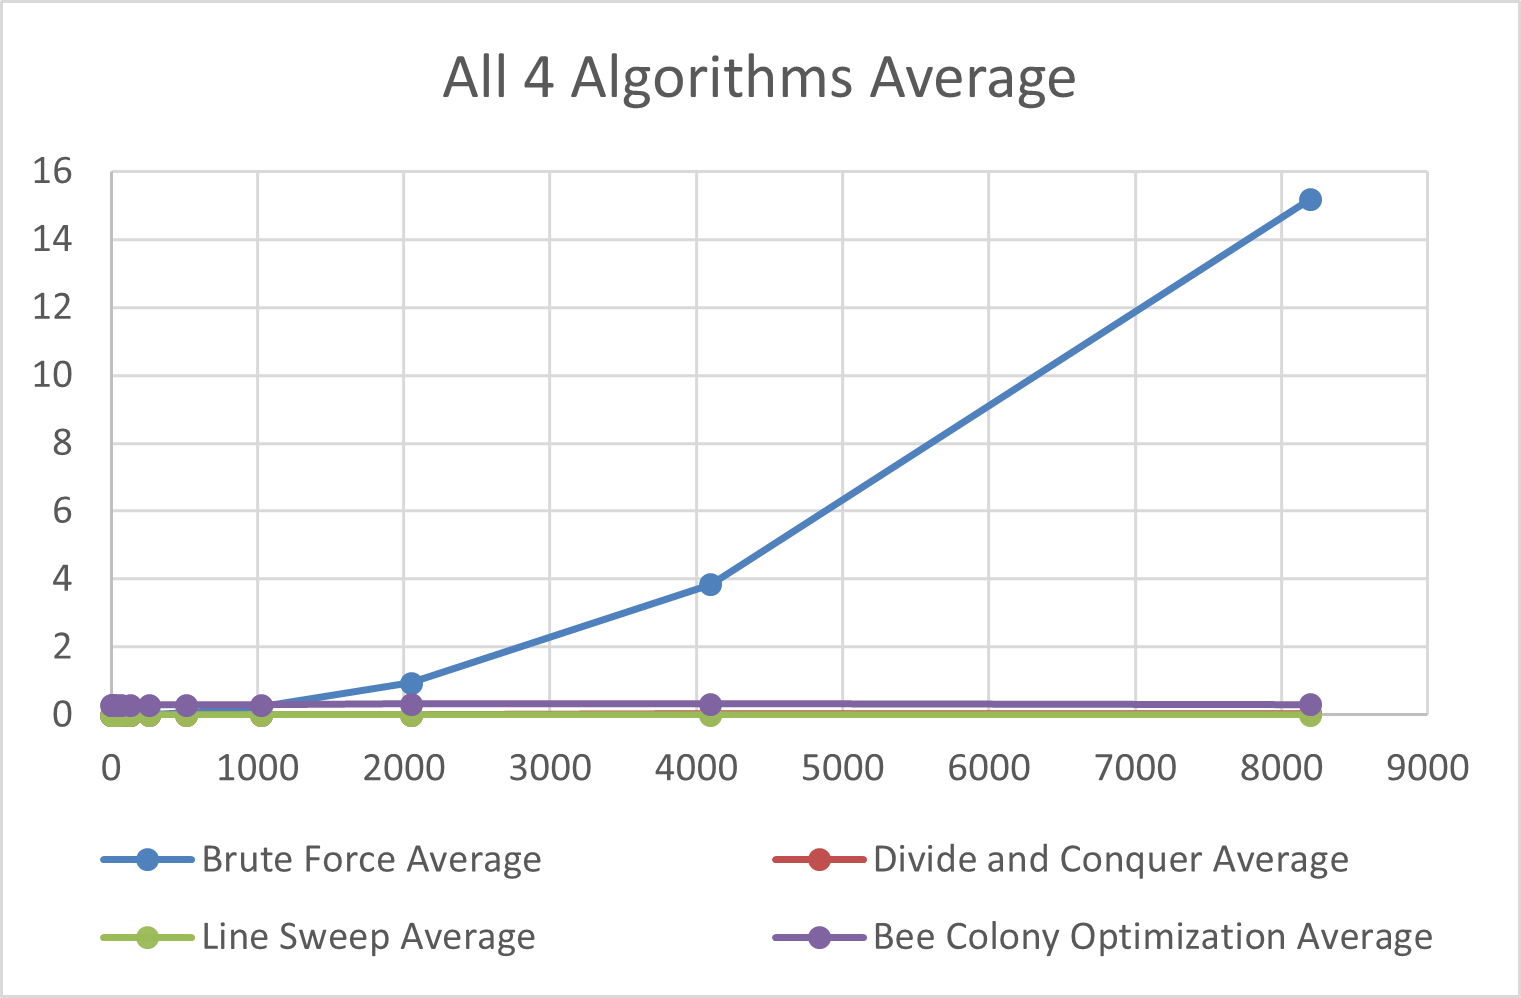 All 4 Algorithms Average
16
14
12
10
8
6
4
2
0
0 1000 2000 3000 4000 5000 6000 7000 8000 9000
Brute Force Average Divide and Conquer Average
Line Sweep Average Bee Colony Optimization Average